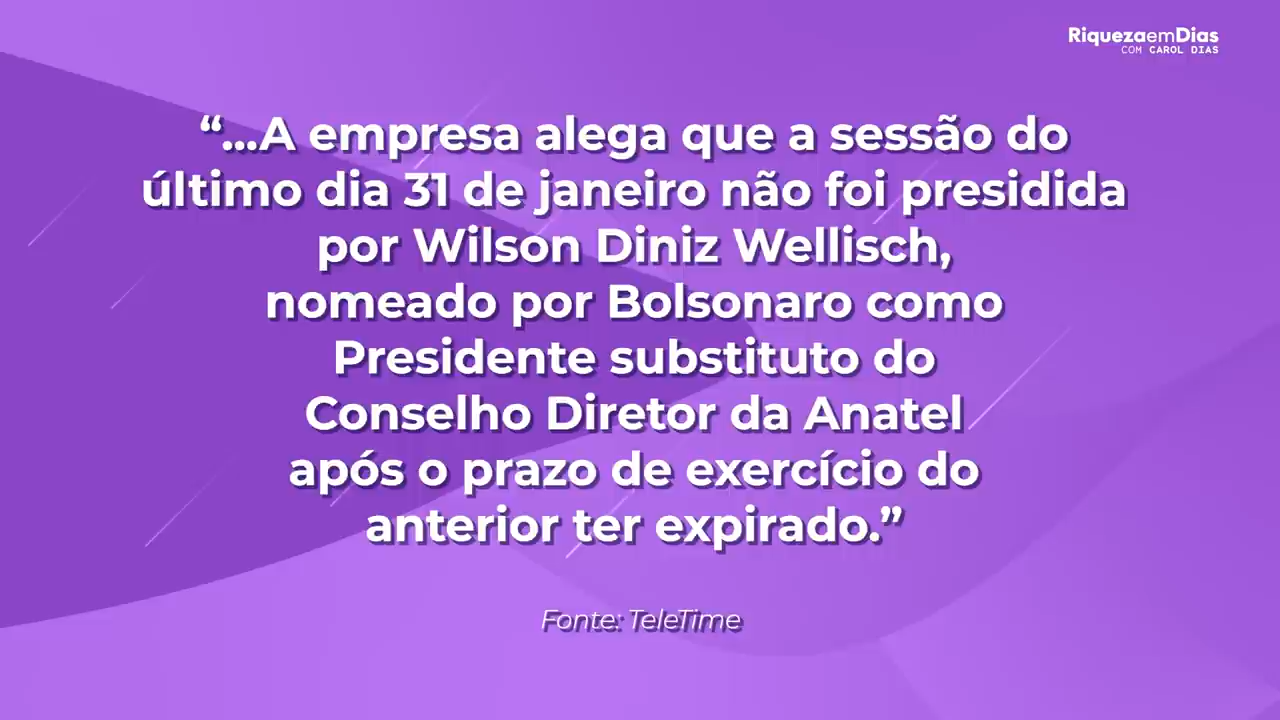 RiquezaemDias
COM CAROL DIAS
“...A empresa alega que a sessão do
último dia 31 de janeiro não foi presidida
por Wilson Diniz Wellisch,
nomeado por Bolsonaro como
Presidente substituto do
Conselho Diretor da Anatel
após o prazo de exercício do
anterior ter expirado.”
Fonte: TeleTime